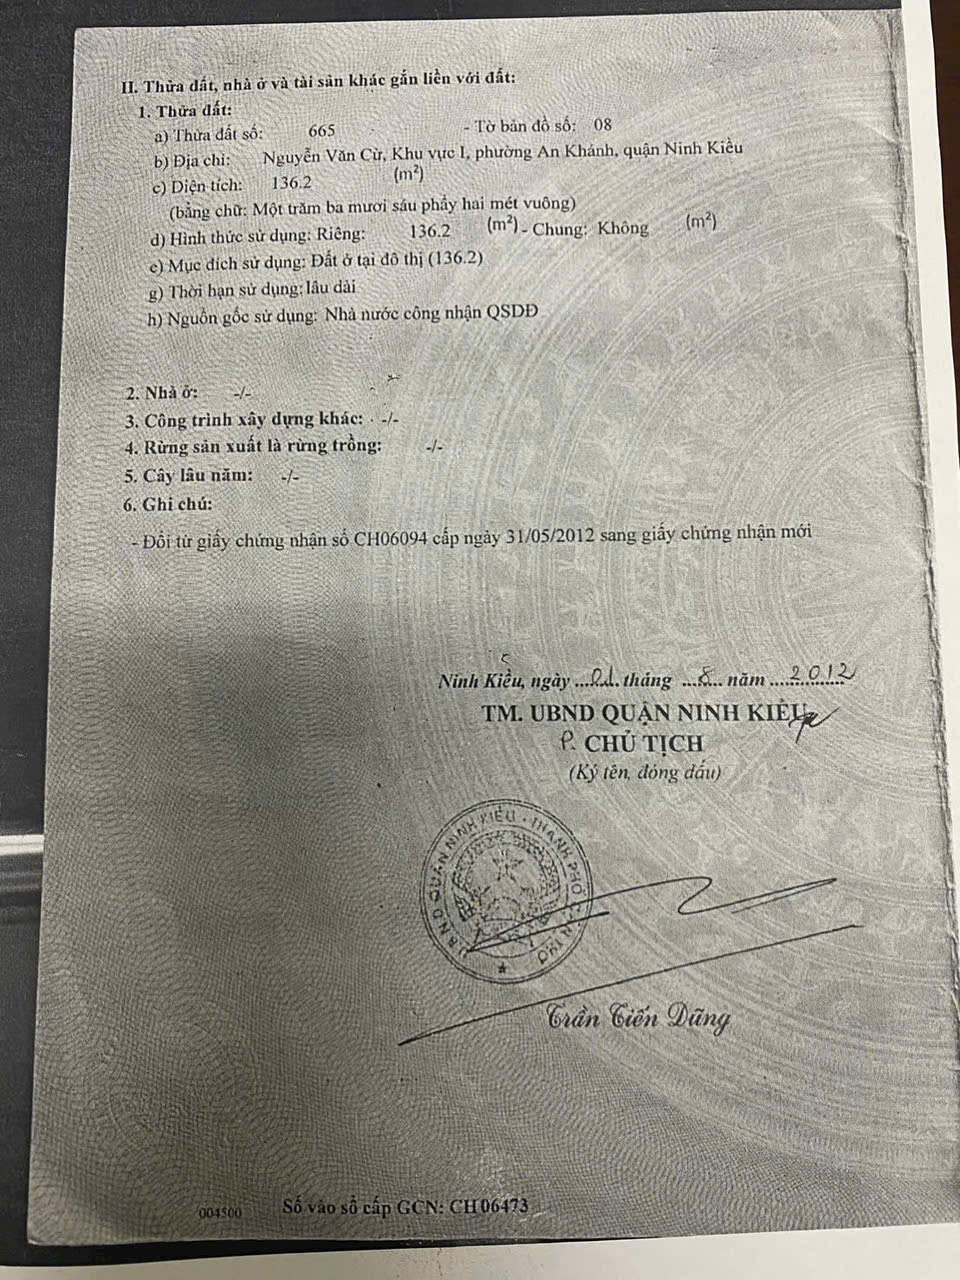 II. Thửa đất, nhà ở và tài sản khác gắn liền với đất:
1. Thửa đất:
a) Thửa đất số: 665 - Tờ bản đồ số: 08
b) Địa chỉ: Nguyễn Văn Cừ, Khu vực I, phường An Khánh, quận Ninh Kiều
c) Diện tích: 136.2 (m²)
(bằng chữ: Một trăm ba mươi sáu phẩy hai mét vuông)
d) Hình thức sử dụng: Riêng: 136.2 (m²) - Chung: Không (m²)
e) Mục đích sử dụng: Đất ở tại đô thị (136.2)
g) Thời hạn sử dụng: lâu dài
h) Nguồn gốc sử dụng: Nhà nước công nhận QSDĐ
2. Nhà ở: -/-
3. Công trình xây dựng khác: -/-
4. Rừng sản xuất là rừng trồng: -/-
5. Cây lâu năm: -/-
6. Ghi chú:
- Đổi từ giấy chứng nhận số CH06094 cấp ngày 31/05/2012 sang giấy chứng nhận mới
Ninh Kiều, ngày ... tháng ...8... năm ....2012
TM. UBND QUẬN NINH KIỀU
P. CHỦ TỊCH
(Ký tên, đóng dấu)
U.B.N.D QUẬN NINH KIỀU - THÀNH PHỐ CẦN THƠ
Trần Tiến Dũng
004500 Số vào sổ cấp GCN: CH06473